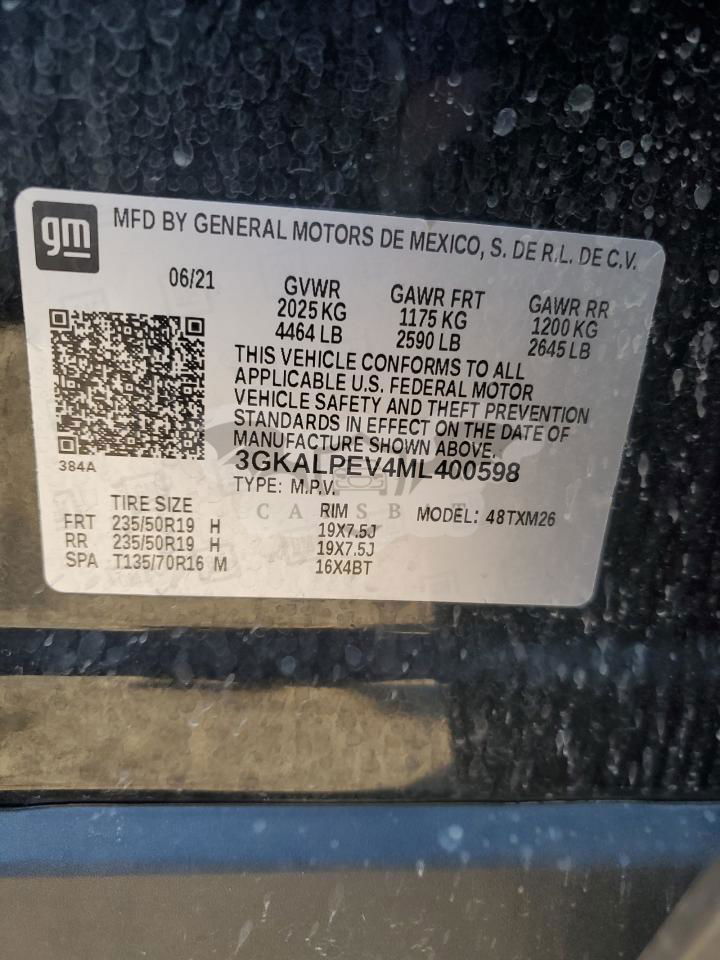 gm
MFD BY GENERAL MOTORS DE MEXICO, S. DE R.L. DE C.V.
06/21 GVWR GAWR FRT GAWR RR
2025 KG 1175 KG 1200 KG
4464 LB 2590 LB 2645 LB
THIS VEHICLE CONFORMS TO ALL
APPLICABLE U.S. FEDERAL MOTOR
VEHICLE SAFETY AND THEFT PREVENTION
STANDARDS IN EFFECT ON THE DATE OF
MANUFACTURE SHOWN ABOVE.
384A 3GKALPEV4ML400598
TYPE: M.P.V.
TIRE SIZE RIM MODEL: 48TXM26
FRT 235/50R19 H 19X7.5J
RR 235/50R19 H 19X7.5J
SPA T135/70R16 M 16X4BT